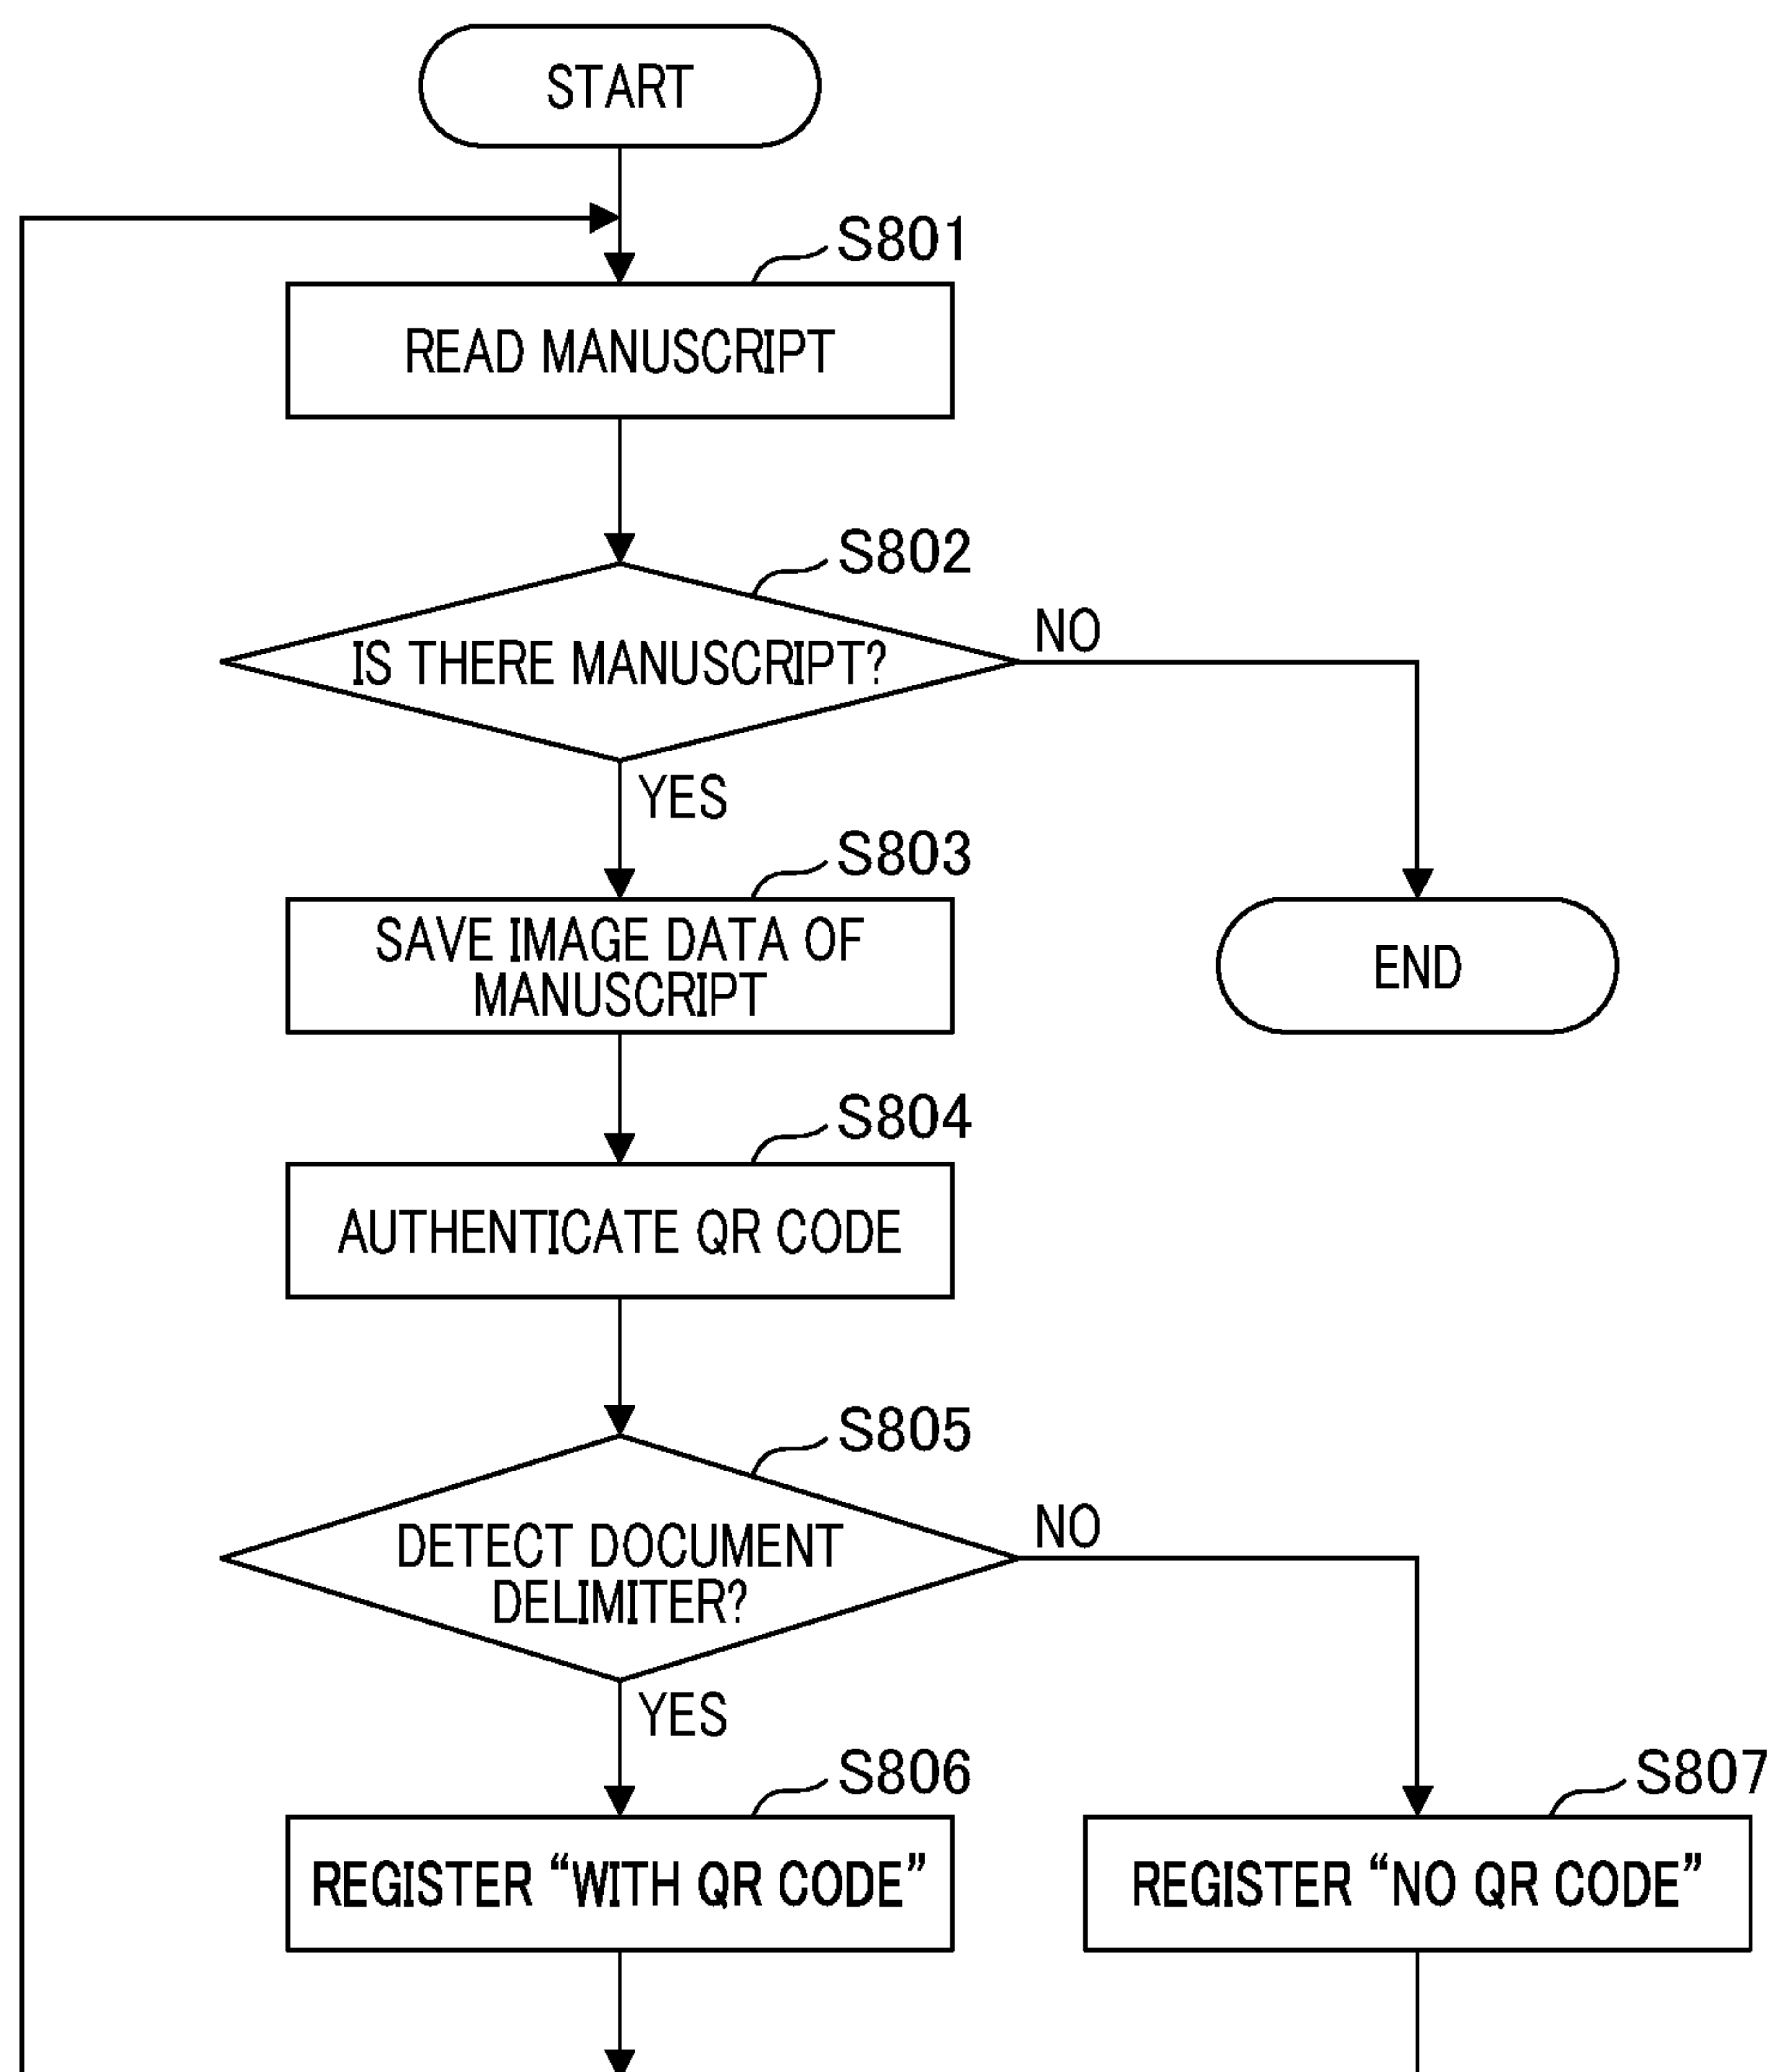 START
S801
READ MANUSCRIPT
S802
IS THERE MANUSCRIPT?
NO
YES
S803
SAVE IMAGE DATA OF
MANUSCRIPT
END
S804
AUTHENTICATE QR CODE
S805
DETECT DOCUMENT
DELIMITER?
NO
YES
S806
S807
REGISTER “WITH QR CODE”
REGISTER “NO QR CODE”